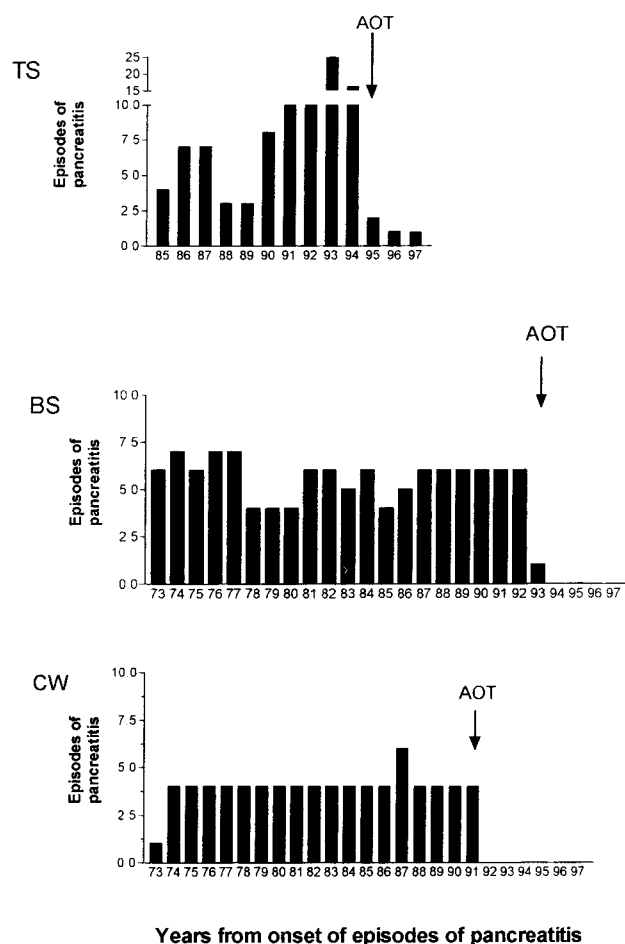 AOT
TS
Episodes of
pancreatitis
25
20
15
10.0
7 5
5 0
2 5
0 0
85 86 87 88 89 90 91 92 93 94 95 96 97
AOT
BS
Episodes of
pancreatitis
10 0
7.5
5 0
2.5
0.0
73 74 75 76 77 78 79 80 81 82 83 84 85 86 87 88 89 90 91 92 93 94 95 96 97
CW
AOT
Episodes of
pancreatitis
10 0
7.5
5 0
2 5
0 0
73 74 75 76 77 78 79 80 81 82 83 84 85 86 87 88 89 90 91 92 93 94 95 96 97
Years from onset of episodes of pancreatitis